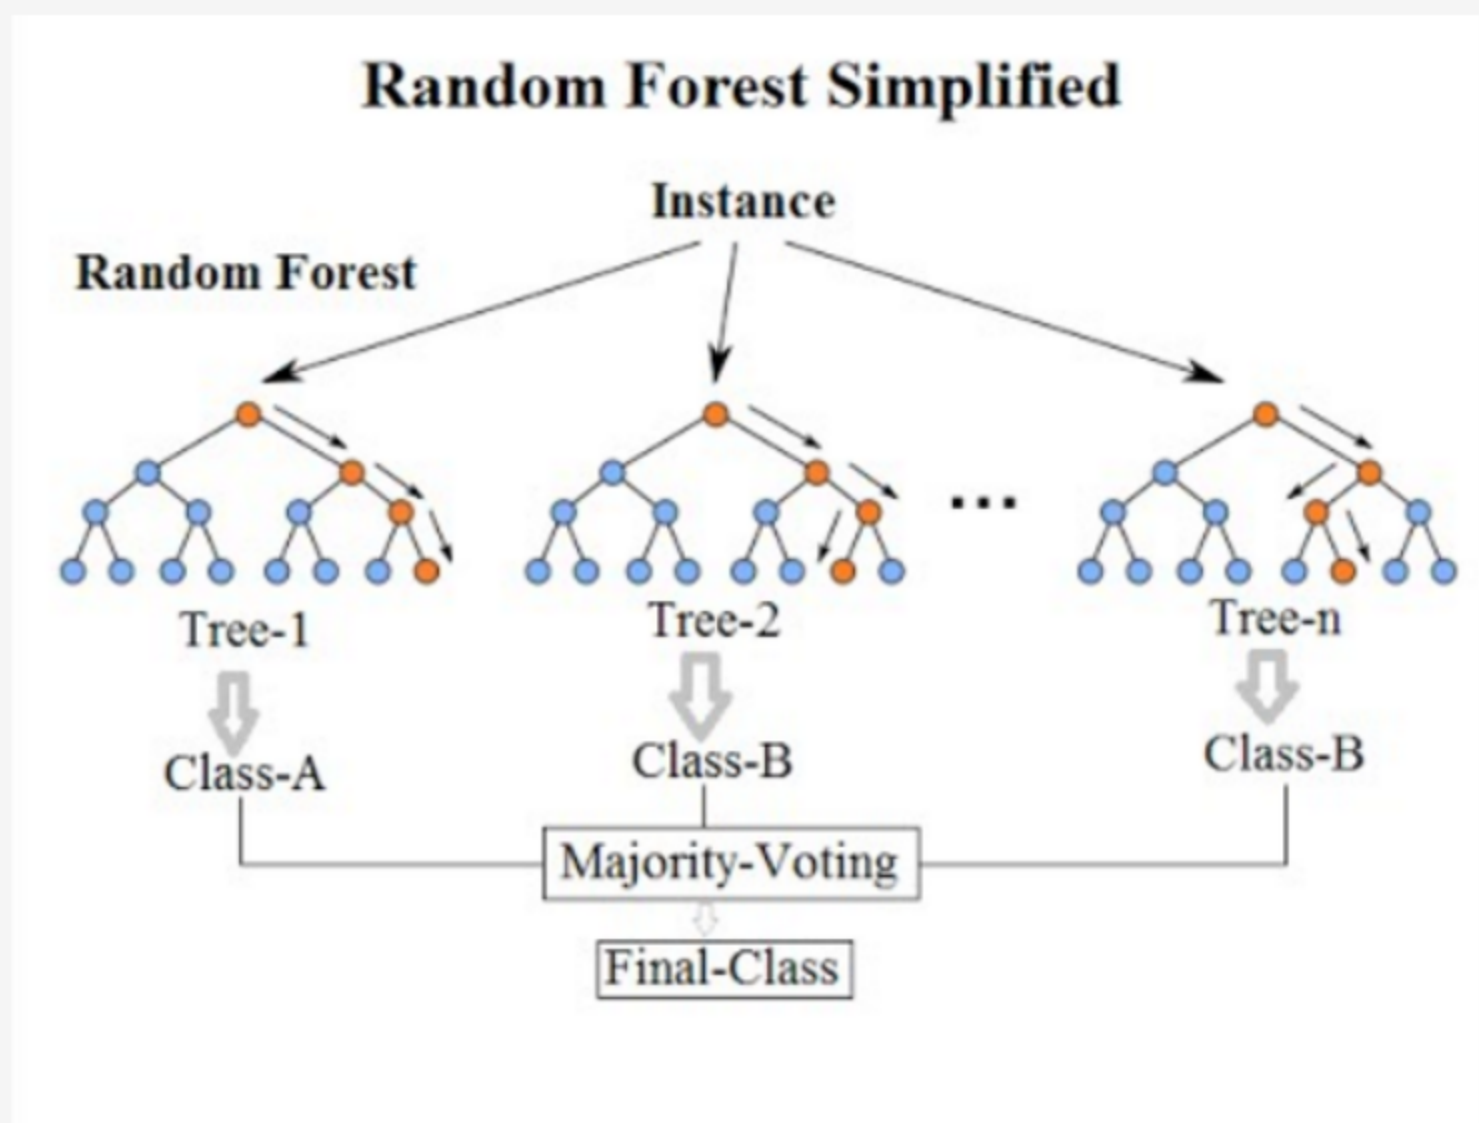 Random Forest Simplified
Instance
Random Forest
...
Tree-1
Tree-2
Tree-n
Class-A
Class-B
Class-B
Majority-Voting
Final-Class